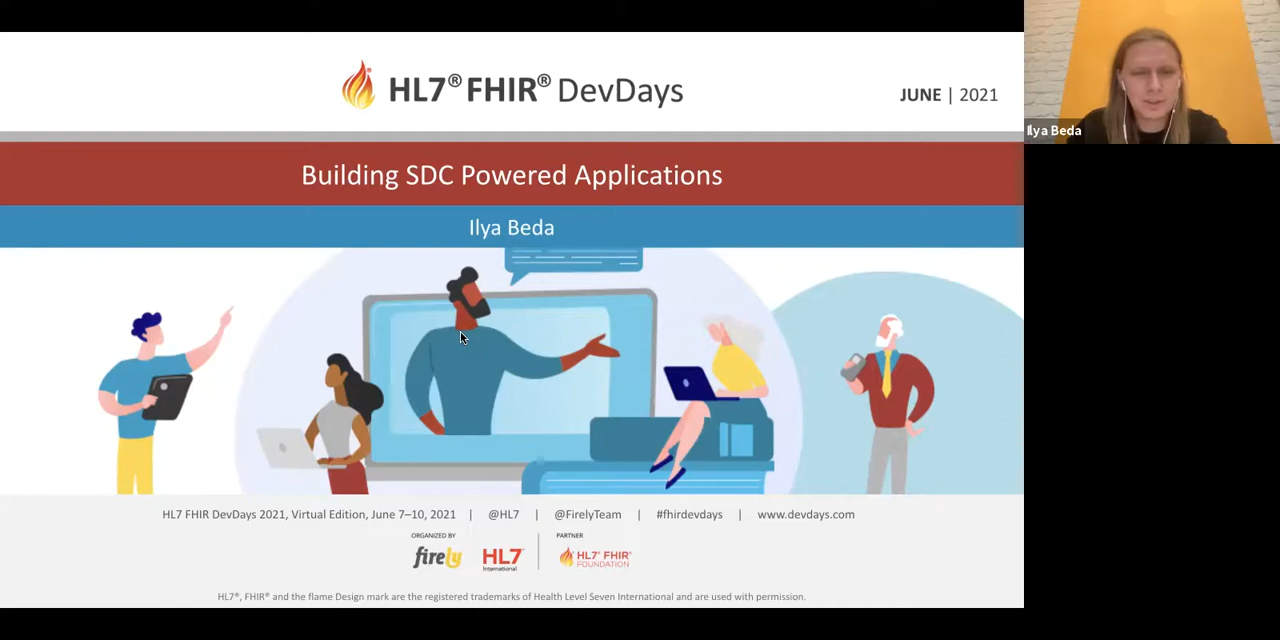 HL7® FHIR® DevDays
JUNE | 2021
Ilya Beda
Building SDC Powered Applications
Ilya Beda
HL7 FHIR DevDays 2021, Virtual Edition, June 7–10, 2021 | @HL7 | @FirelyTeam | #fhirdevdays | www.devdays.com
ORGANIZED BY
PARTNER
firely
HL7
International
HL7® FHIR®
FOUNDATION
HL7®, FHIR® and the flame Design mark are the registered trademarks of Health Level Seven International and are used with permission.